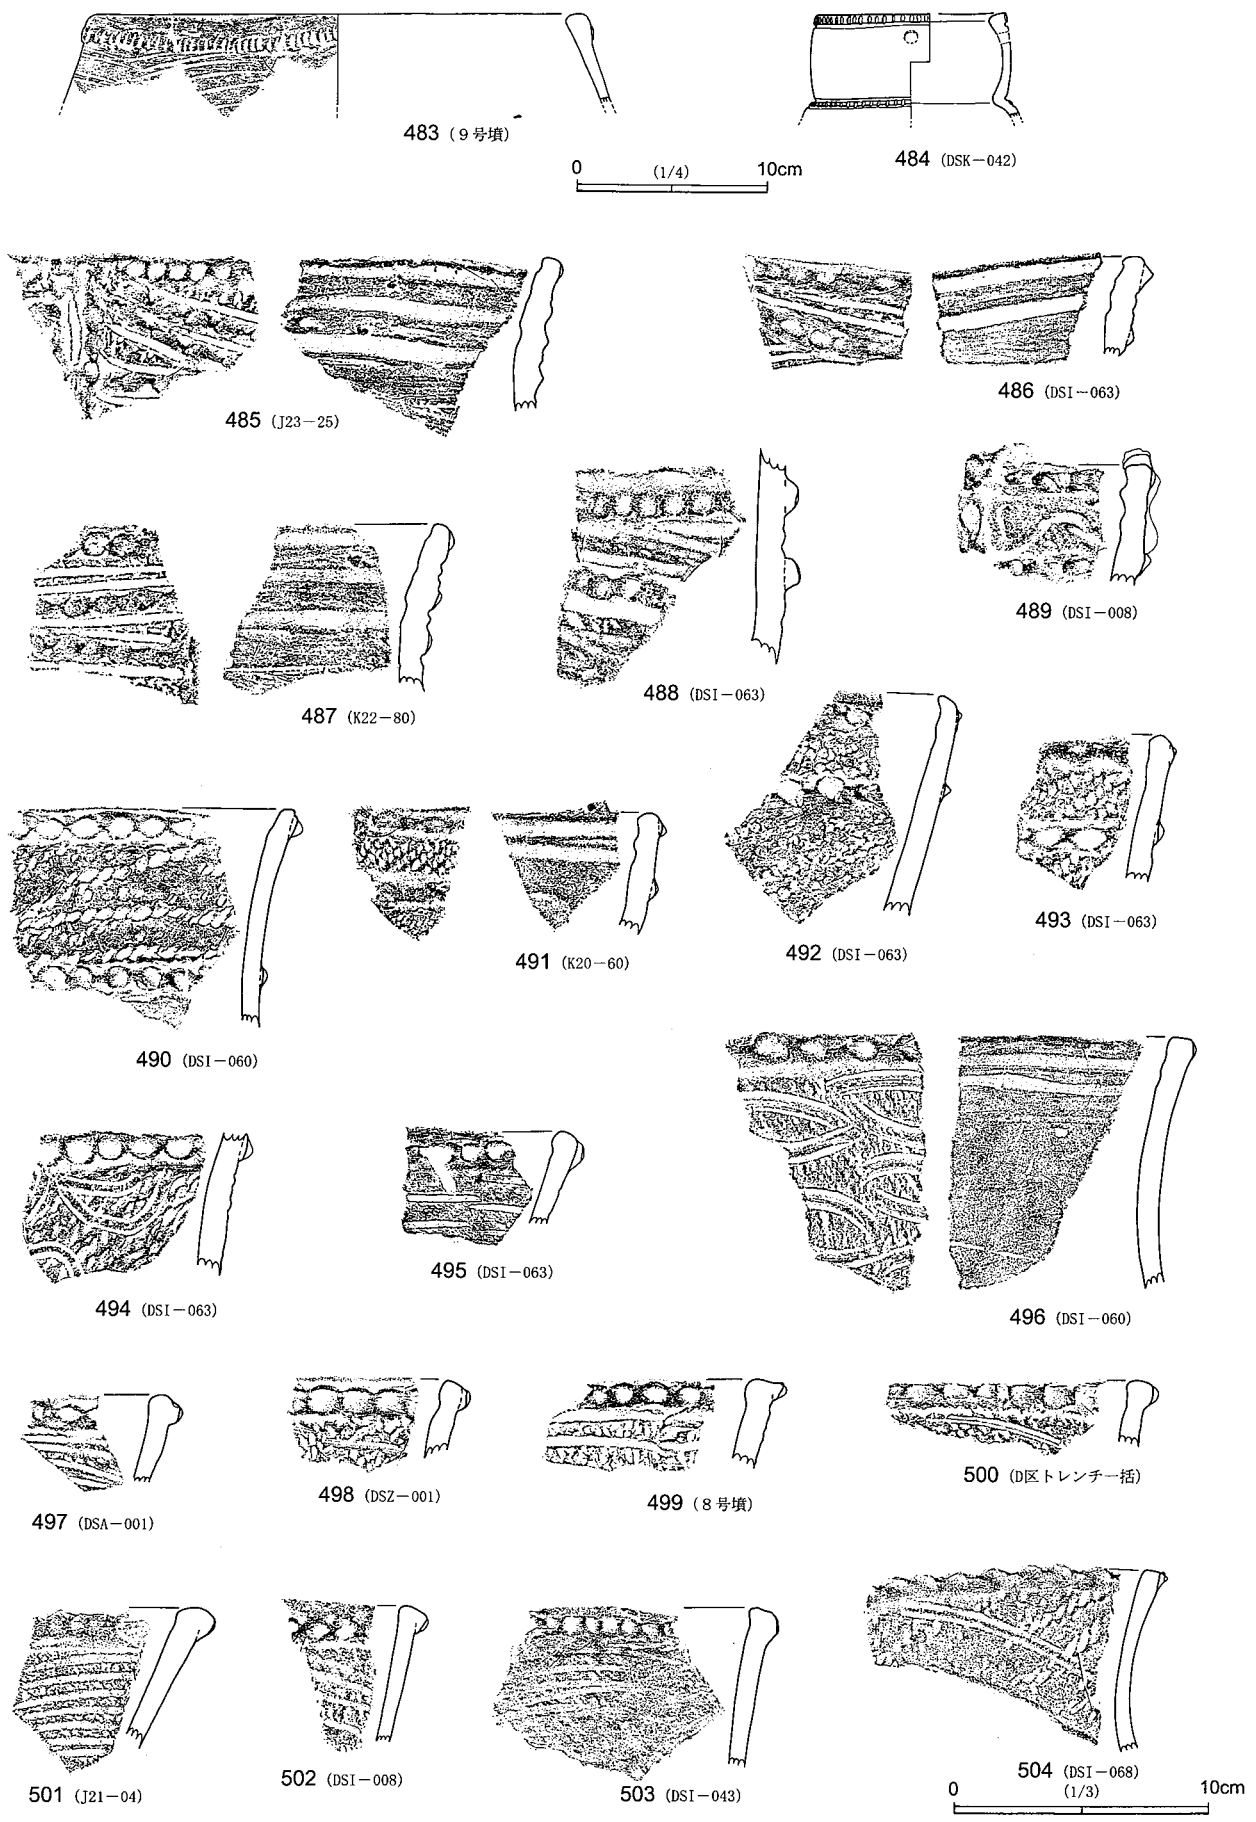 483 (9号墳)
484 (DSK-042)
0 (1/4) 10cm
485 (J23-25)
486 (DSI-063)
487 (K22-80)
488 (DSI-063)
489 (DSI-008)
490 (DSI-060)
491 (K20-60)
492 (DSI-063)
493 (DSI-063)
494 (DSI-063)
495 (DSI-063)
496 (DSI-060)
497 (DSA-001)
498 (DSZ-001)
499 (8号墳)
500 (D区トレンチ一括)
501 (J21-04)
502 (DSI-008)
503 (DSI-043)
504 (DSI-068)
0 (1/3) 10cm